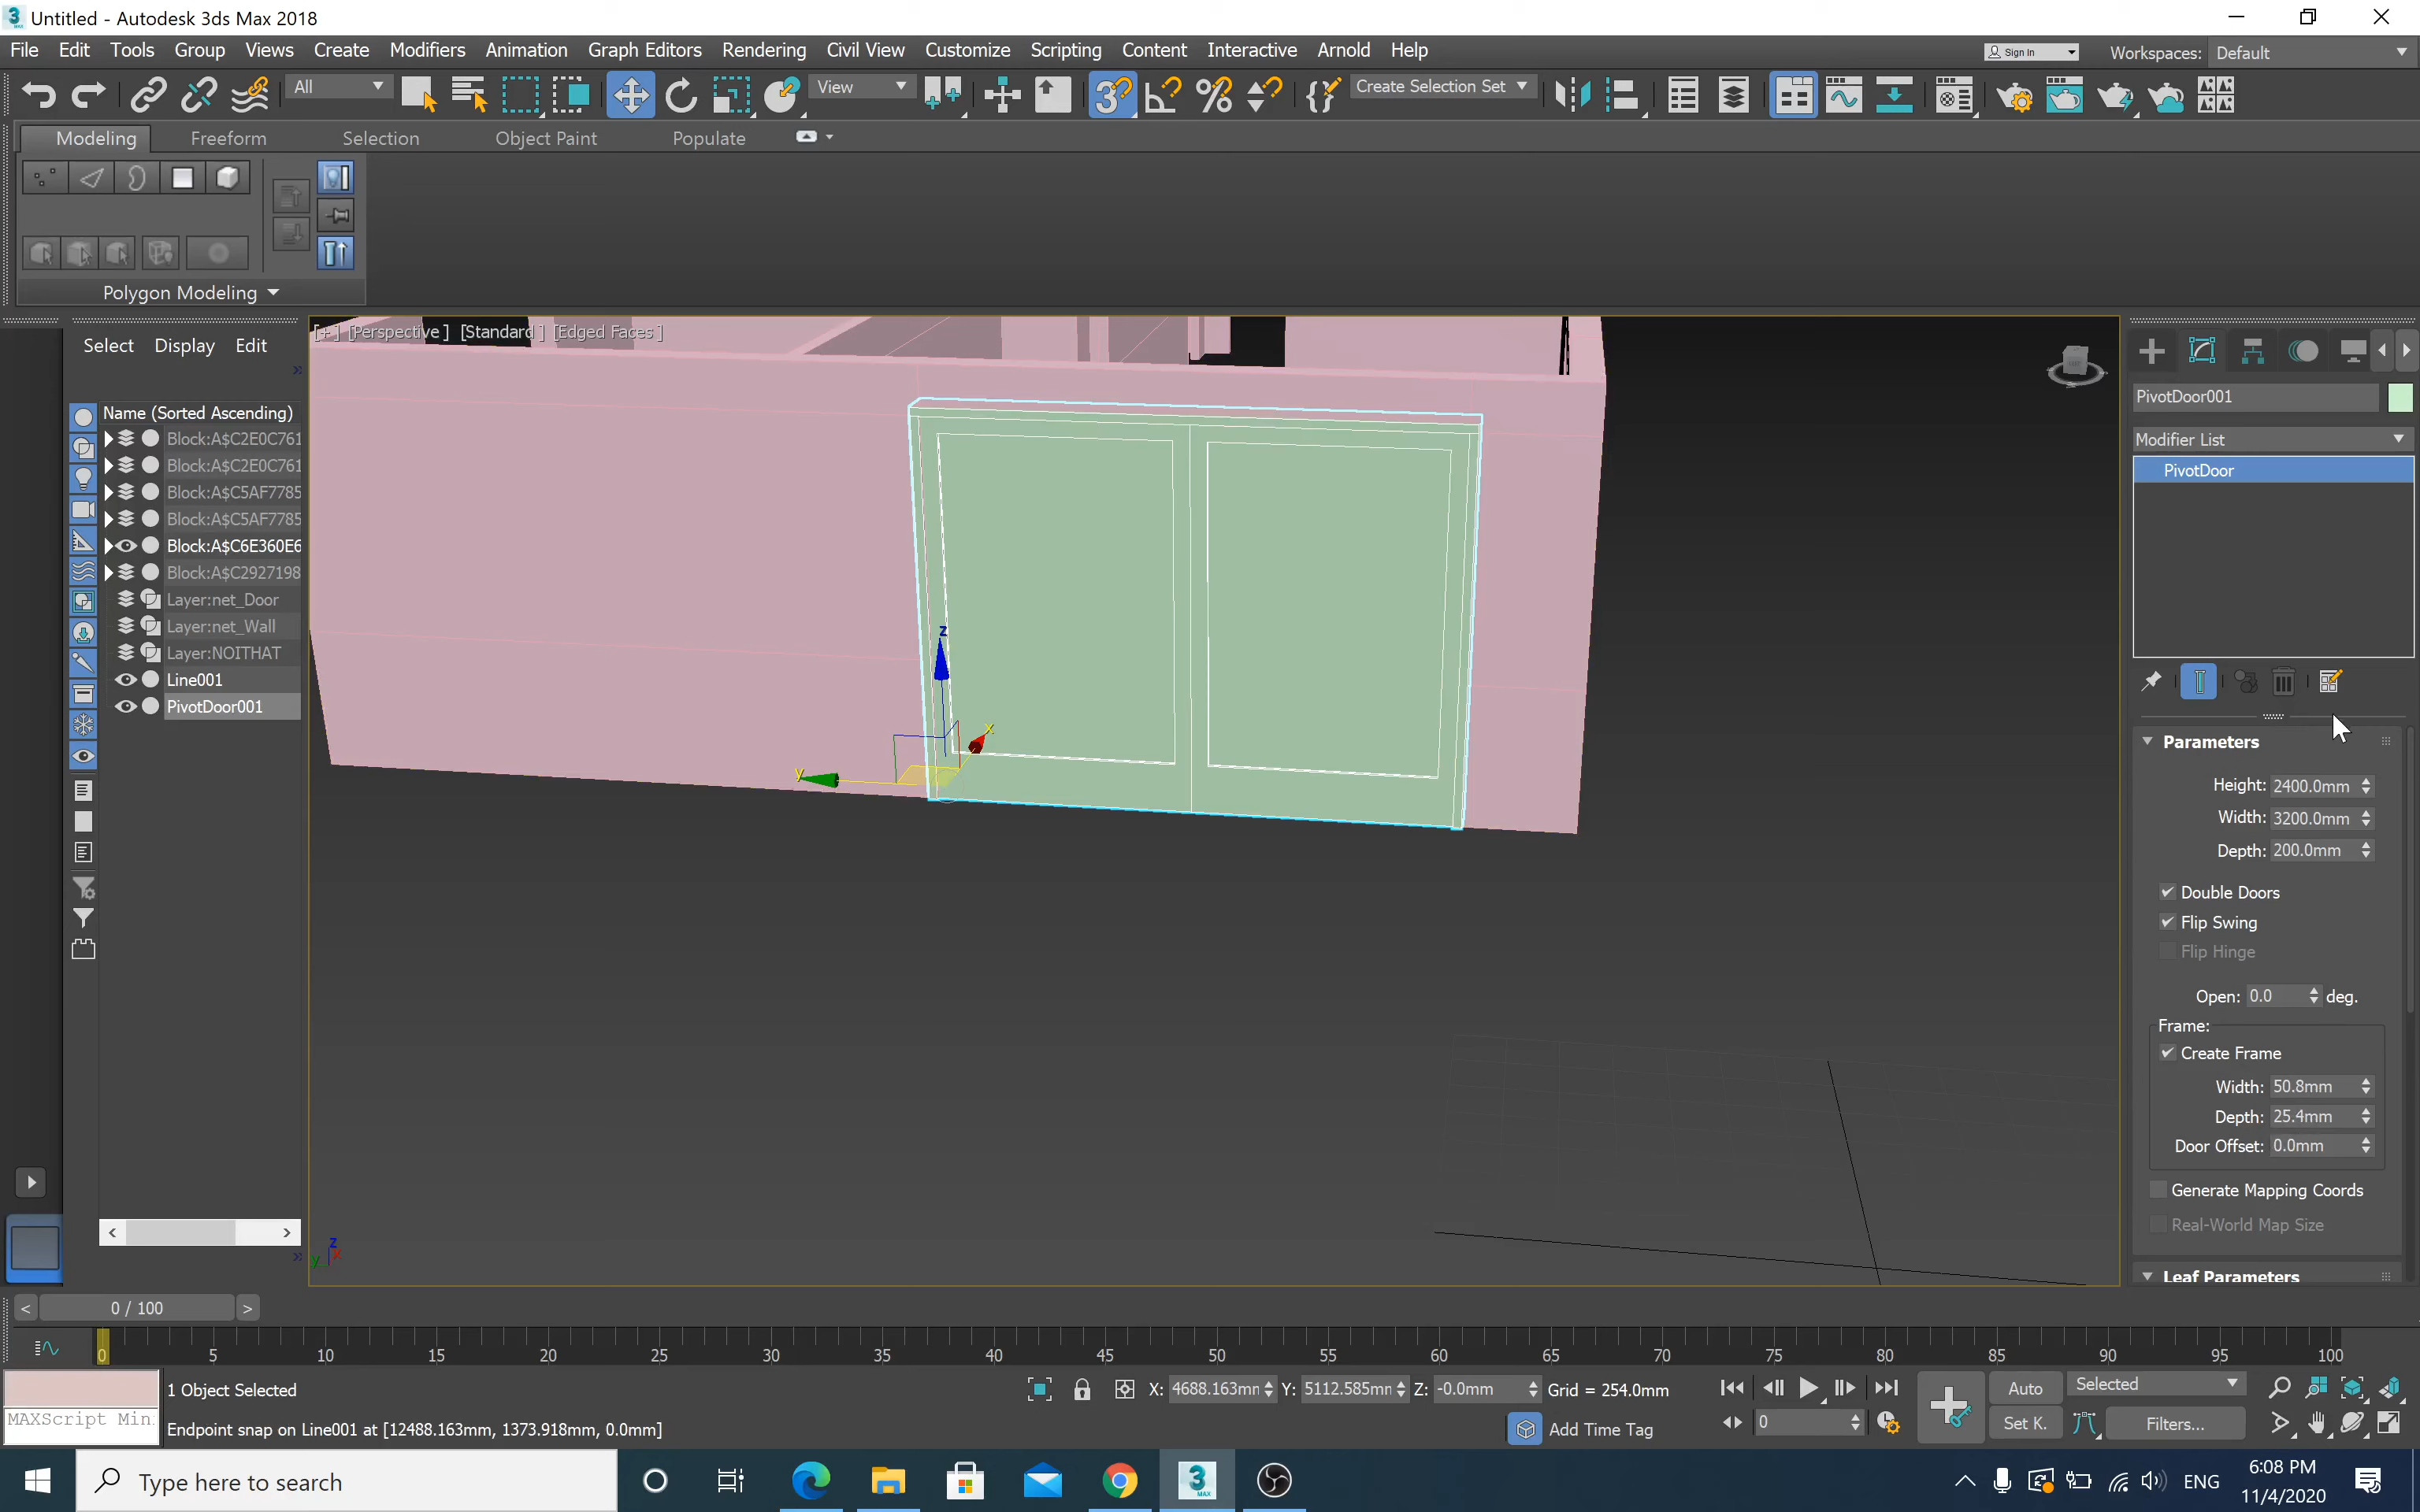 Untitled - Autodesk 3ds Max 2018
File Edit Tools Group Views Create Modifiers Animation Graph Editors Rendering Civil View Customize Scripting Content Interactive Arnold Help
Sign In
Workspaces: Default
All
View
Create Selection Set
Modeling Freeform Selection Object Paint Populate
Polygon Modeling
Select Display Edit
Name (Sorted Ascending)
Block:A$C2E0C761
Block:A$C2E0C761
Block:A$C5AF7785
Block:A$C5AF7785
Block:A$C6E360E6
Block:A$C2927198
Layer:net_Door
Layer:net_Wall
Layer:NOITHAT
Line001
PivotDoor001
[+] [Perspective] [Standard] [Edged Faces]
z
x
y
z
x
y
PivotDoor001
Modifier List
PivotDoor
Parameters
Height: 2400.0mm
Width: 3200.0mm
Depth: 200.0mm
Double Doors
Flip Swing
Flip Hinge
Open: 0.0 deg.
Frame:
Create Frame
Width: 50.8mm
Depth: 25.4mm
Door Offset: 0.0mm
Generate Mapping Coords
Real-World Map Size
Leaf Parameters
< 0 / 100 >
0 5 10 15 20 25 30 35 40 45 50 55 60 65 70 75 80 85 90 95 100
1 Object Selected
X: 4688.163mm Y: 5112.585mm Z: -0.0mm Grid = 254.0mm
Auto Selected
MAXScript Min
Endpoint snap on Line001 at [12488.163mm, 1373.918mm, 0.0mm]
Add Time Tag
0
Set K. Filters...
Type here to search
ENG
6:08 PM
11/4/2020